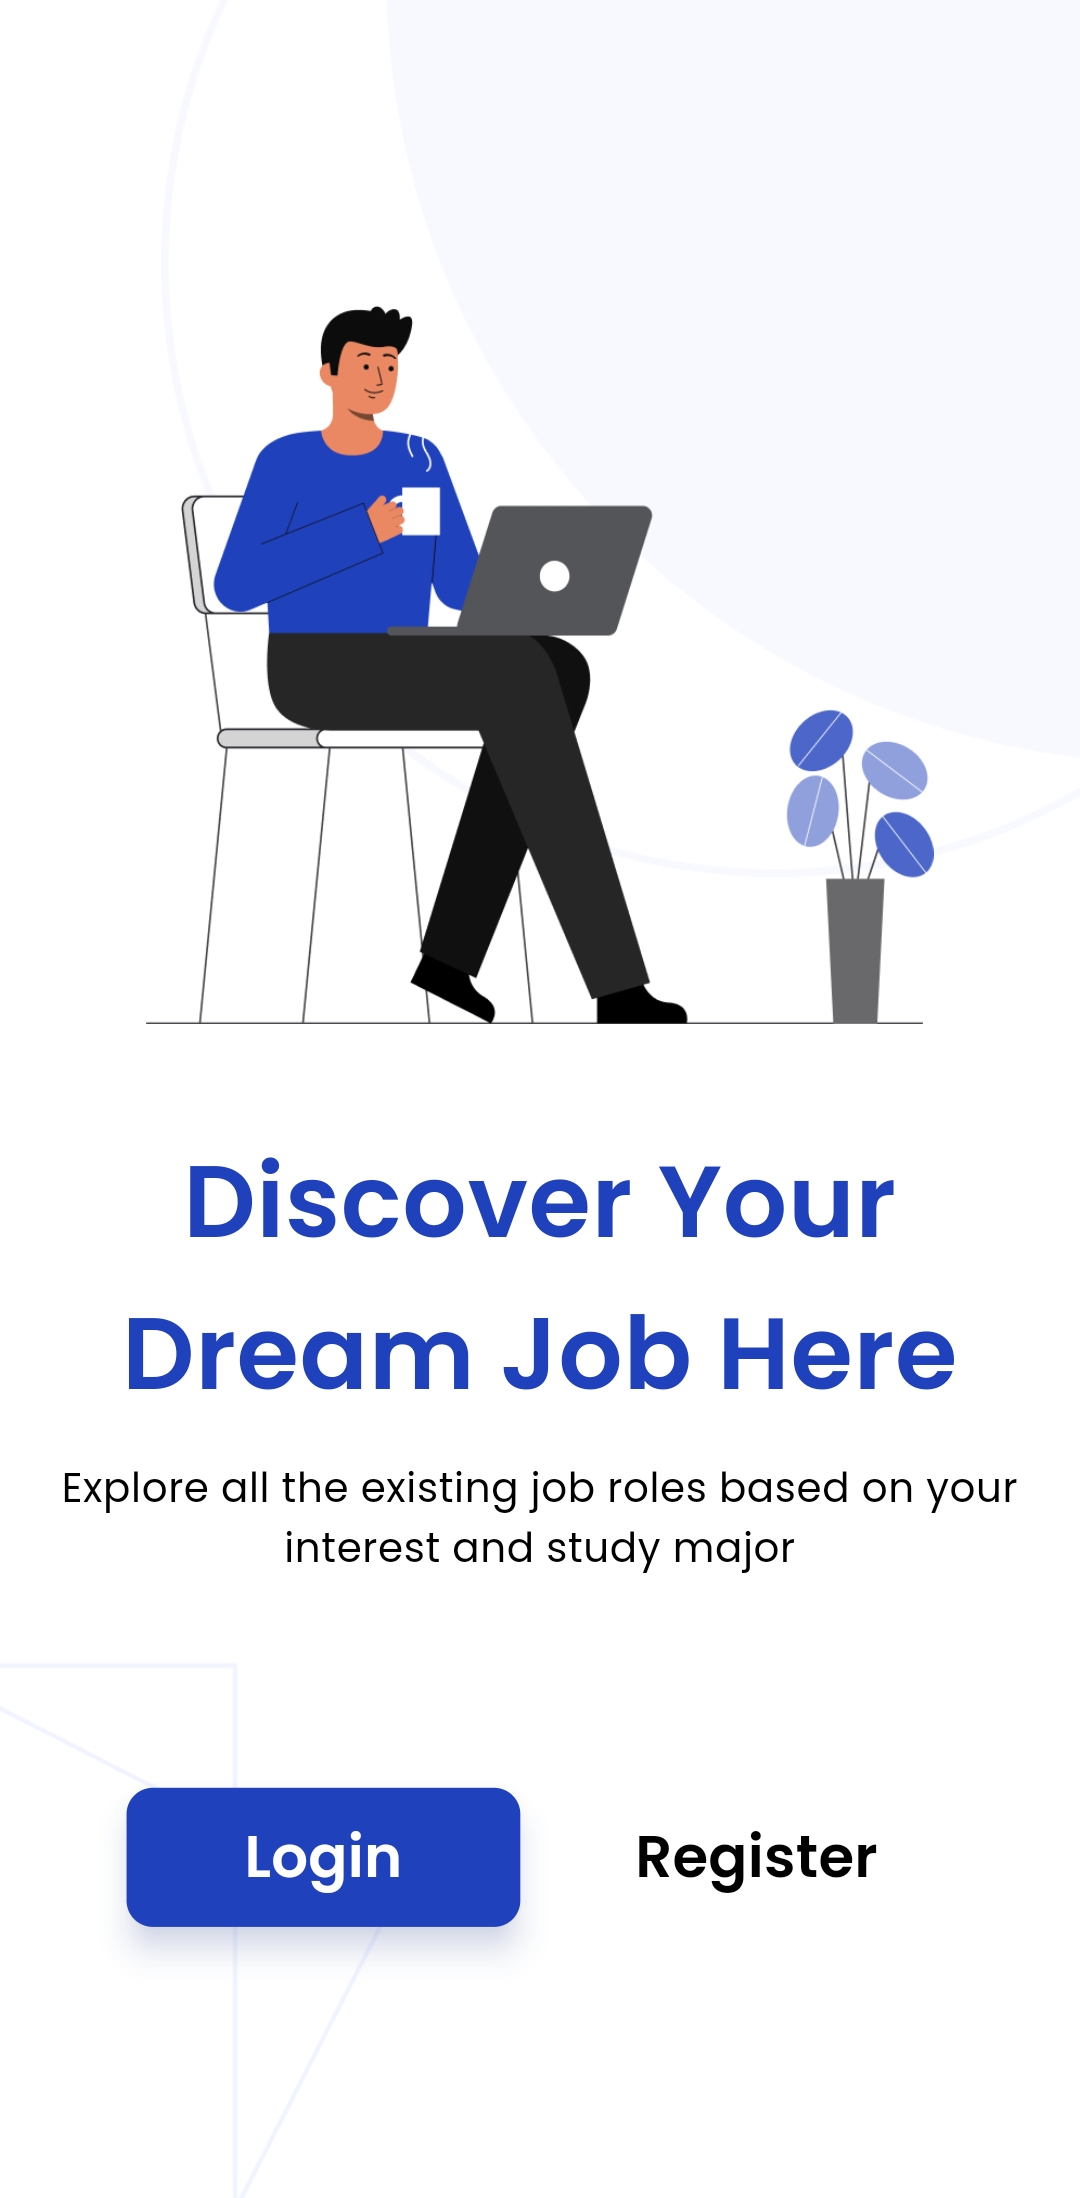 Discover Your
Dream Job Here
Explore all the existing job roles based on your
interest and study major
Login
Register